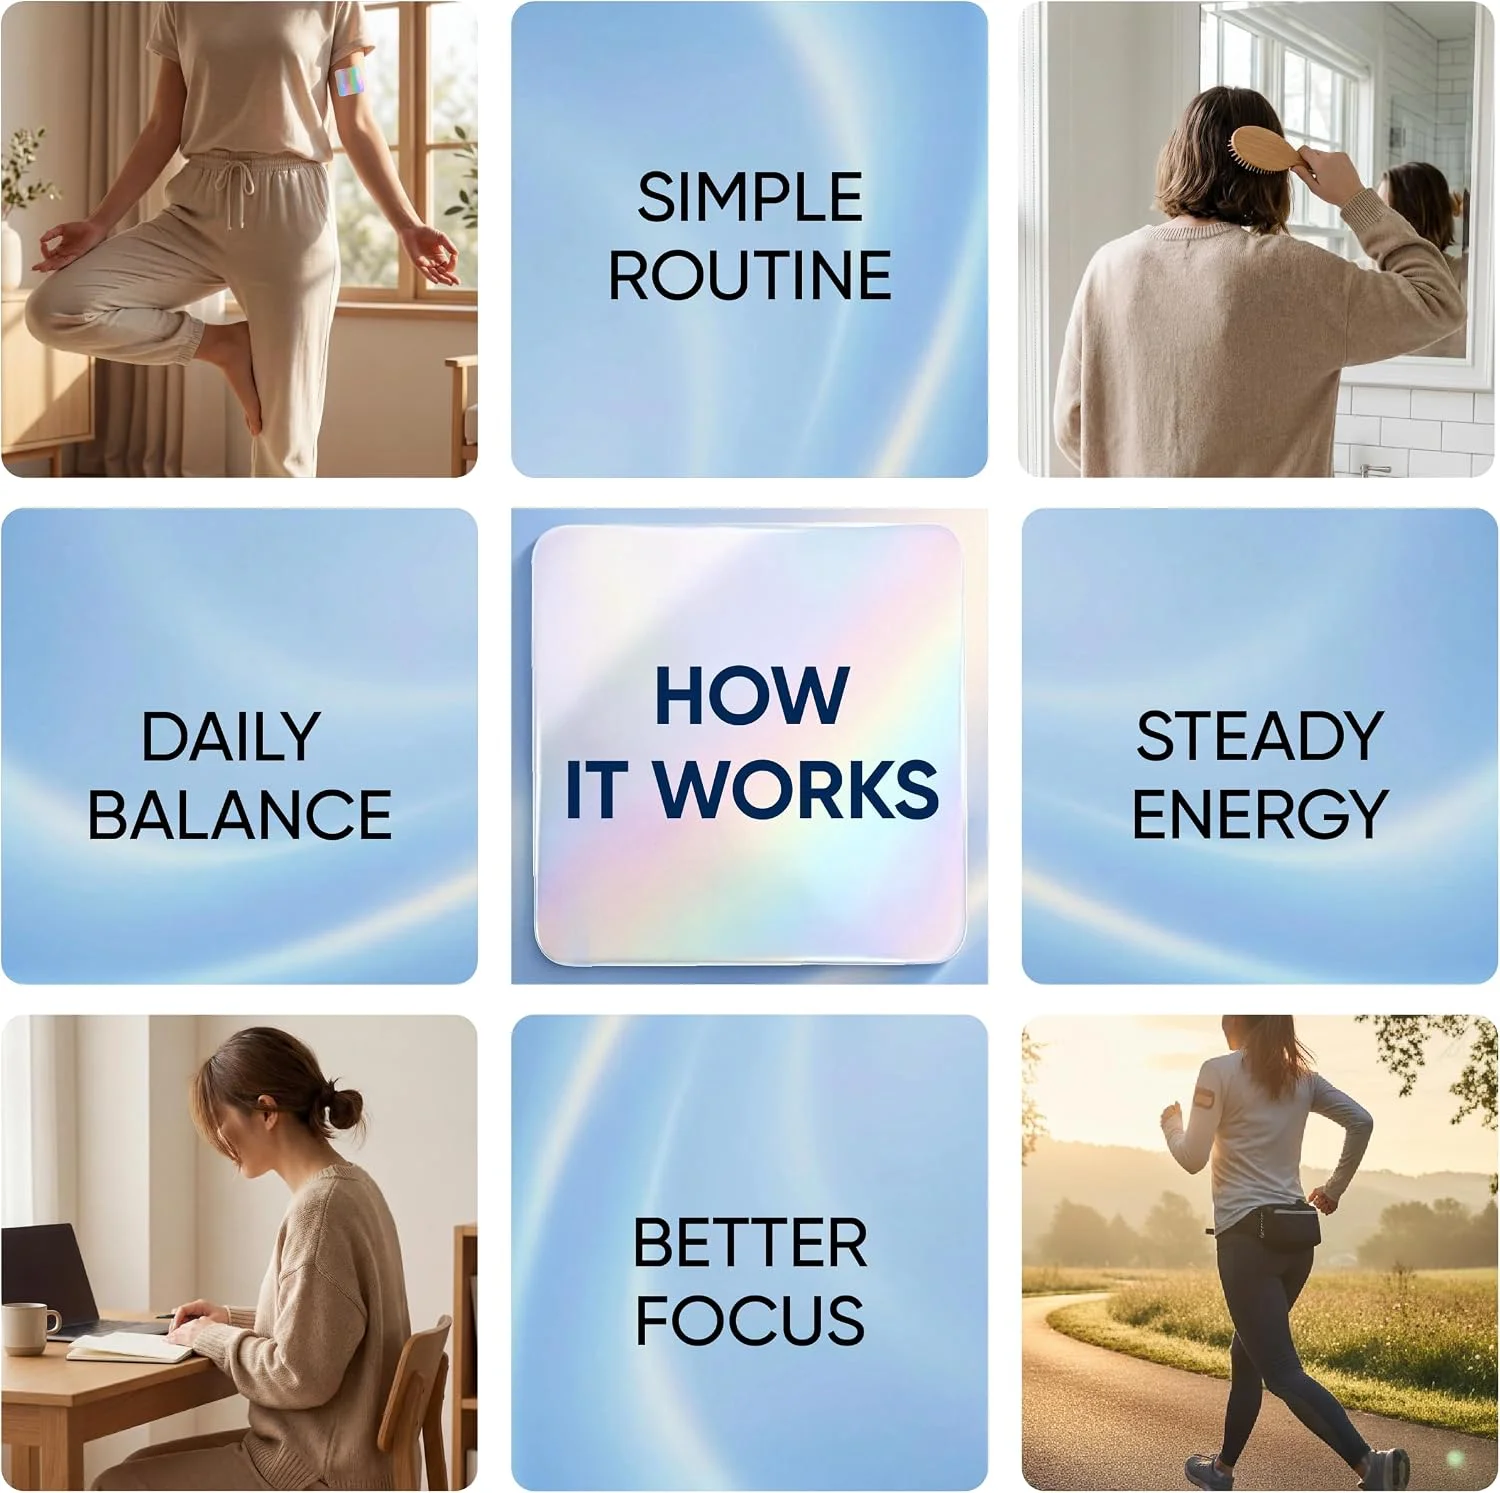 SIMPLE
ROUTINE
DAILY
BALANCE
HOW
IT WORKS
STEADY
ENERGY
BETTER
FOCUS